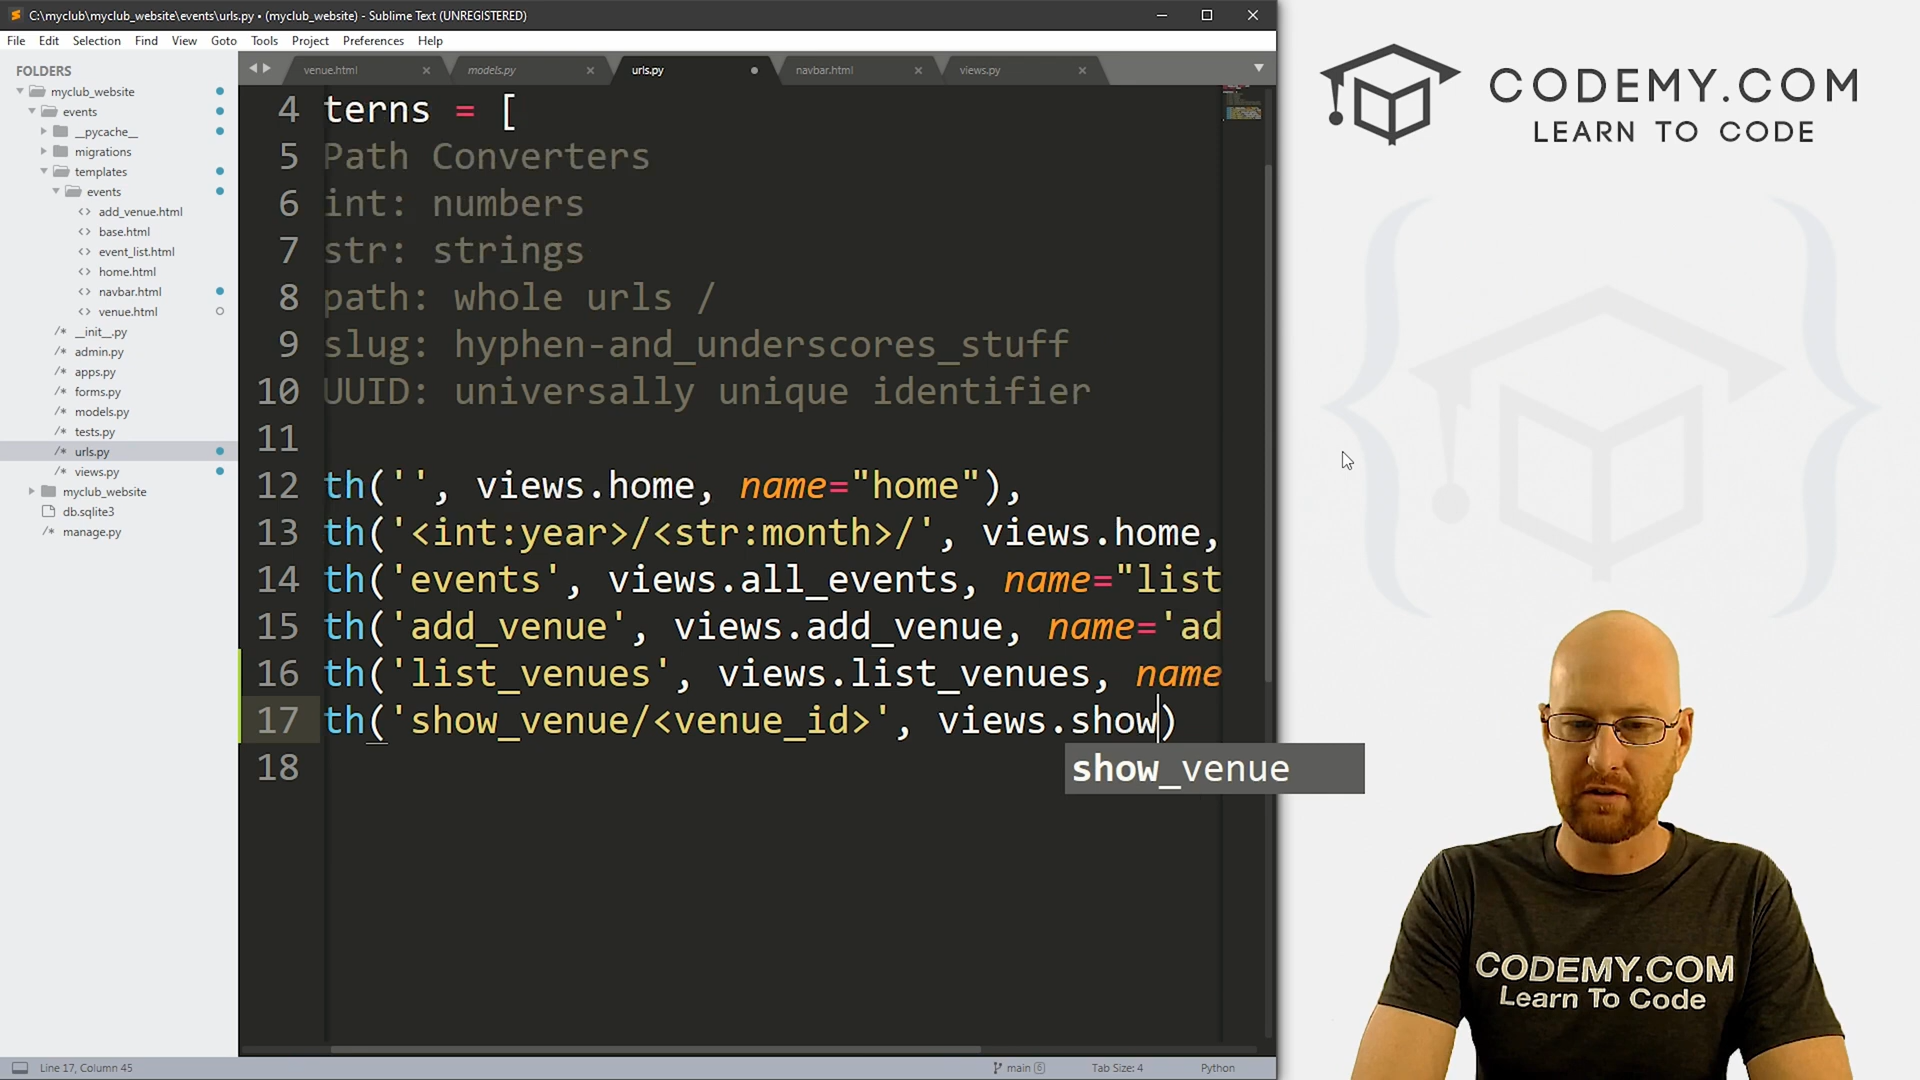 C:\myclub\myclub_website\events\urls.py • (myclub_website) - Sublime Text (UNREGISTERED)
File Edit Selection Find View Goto Tools Project Preferences Help
FOLDERS
myclub_website
events
__pycache__
migrations
templates
events
add_venue.html
base.html
event_list.html
home.html
navbar.html
venue.html
__init__.py
admin.py
apps.py
forms.py
models.py
tests.py
urls.py
views.py
myclub_website
db.sqlite3
manage.py
venue.html models.py urls.py navbar.html views.py
4 terns = [
5 Path Converters
6 int: numbers
7 str: strings
8 path: whole urls /
9 slug: hyphen-and_underscores_stuff
10 UUID: universally unique identifier
11
12 th('', views.home, name="home"),
13 th('<int:year>/<str:month>/', views.home,
14 th('events', views.all_events, name="list
15 th('add_venue', views.add_venue, name='ad
16 th('list_venues', views.list_venues, name
17 th('show_venue/<venue_id>', views.show)
18
show_venue
Line 17, Column 45
main 6
Tab Size: 4
Python
CODEMY.COM
LEARN TO CODE
CODEMY.COM
Learn To Code